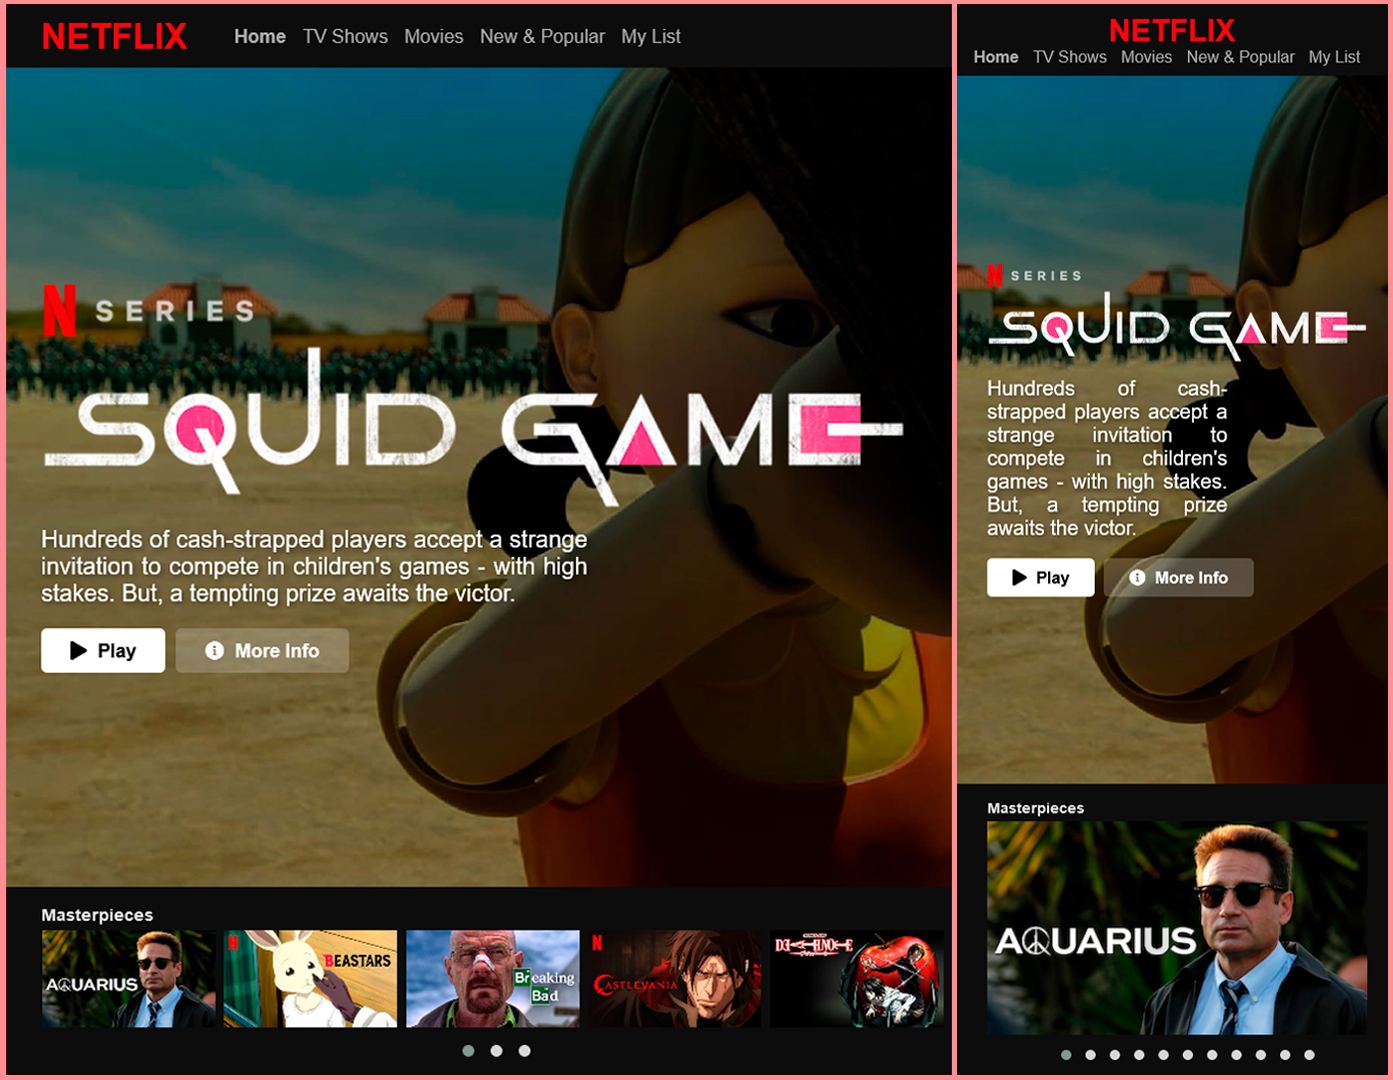 NETFLIX
Home TV Shows Movies New & Popular My List
N SERIES
SQUID GAME
Hundreds of cash-strapped players accept a strange
invitation to compete in children's games - with high
stakes. But, a tempting prize awaits the victor.
Play More Info
Masterpieces
AQUARIUS
N
BEASTARS
Breaking
Bad
N
CASTLEVANIA
DEATH NOTE
NETFLIX
Home TV Shows Movies New & Popular My List
N SERIES
SQUID GAME
Hundreds of cash-
strapped players accept a
strange invitation to
compete in children's
games - with high stakes.
But, a tempting prize
awaits the victor.
Play More Info
Masterpieces
AQUARIUS